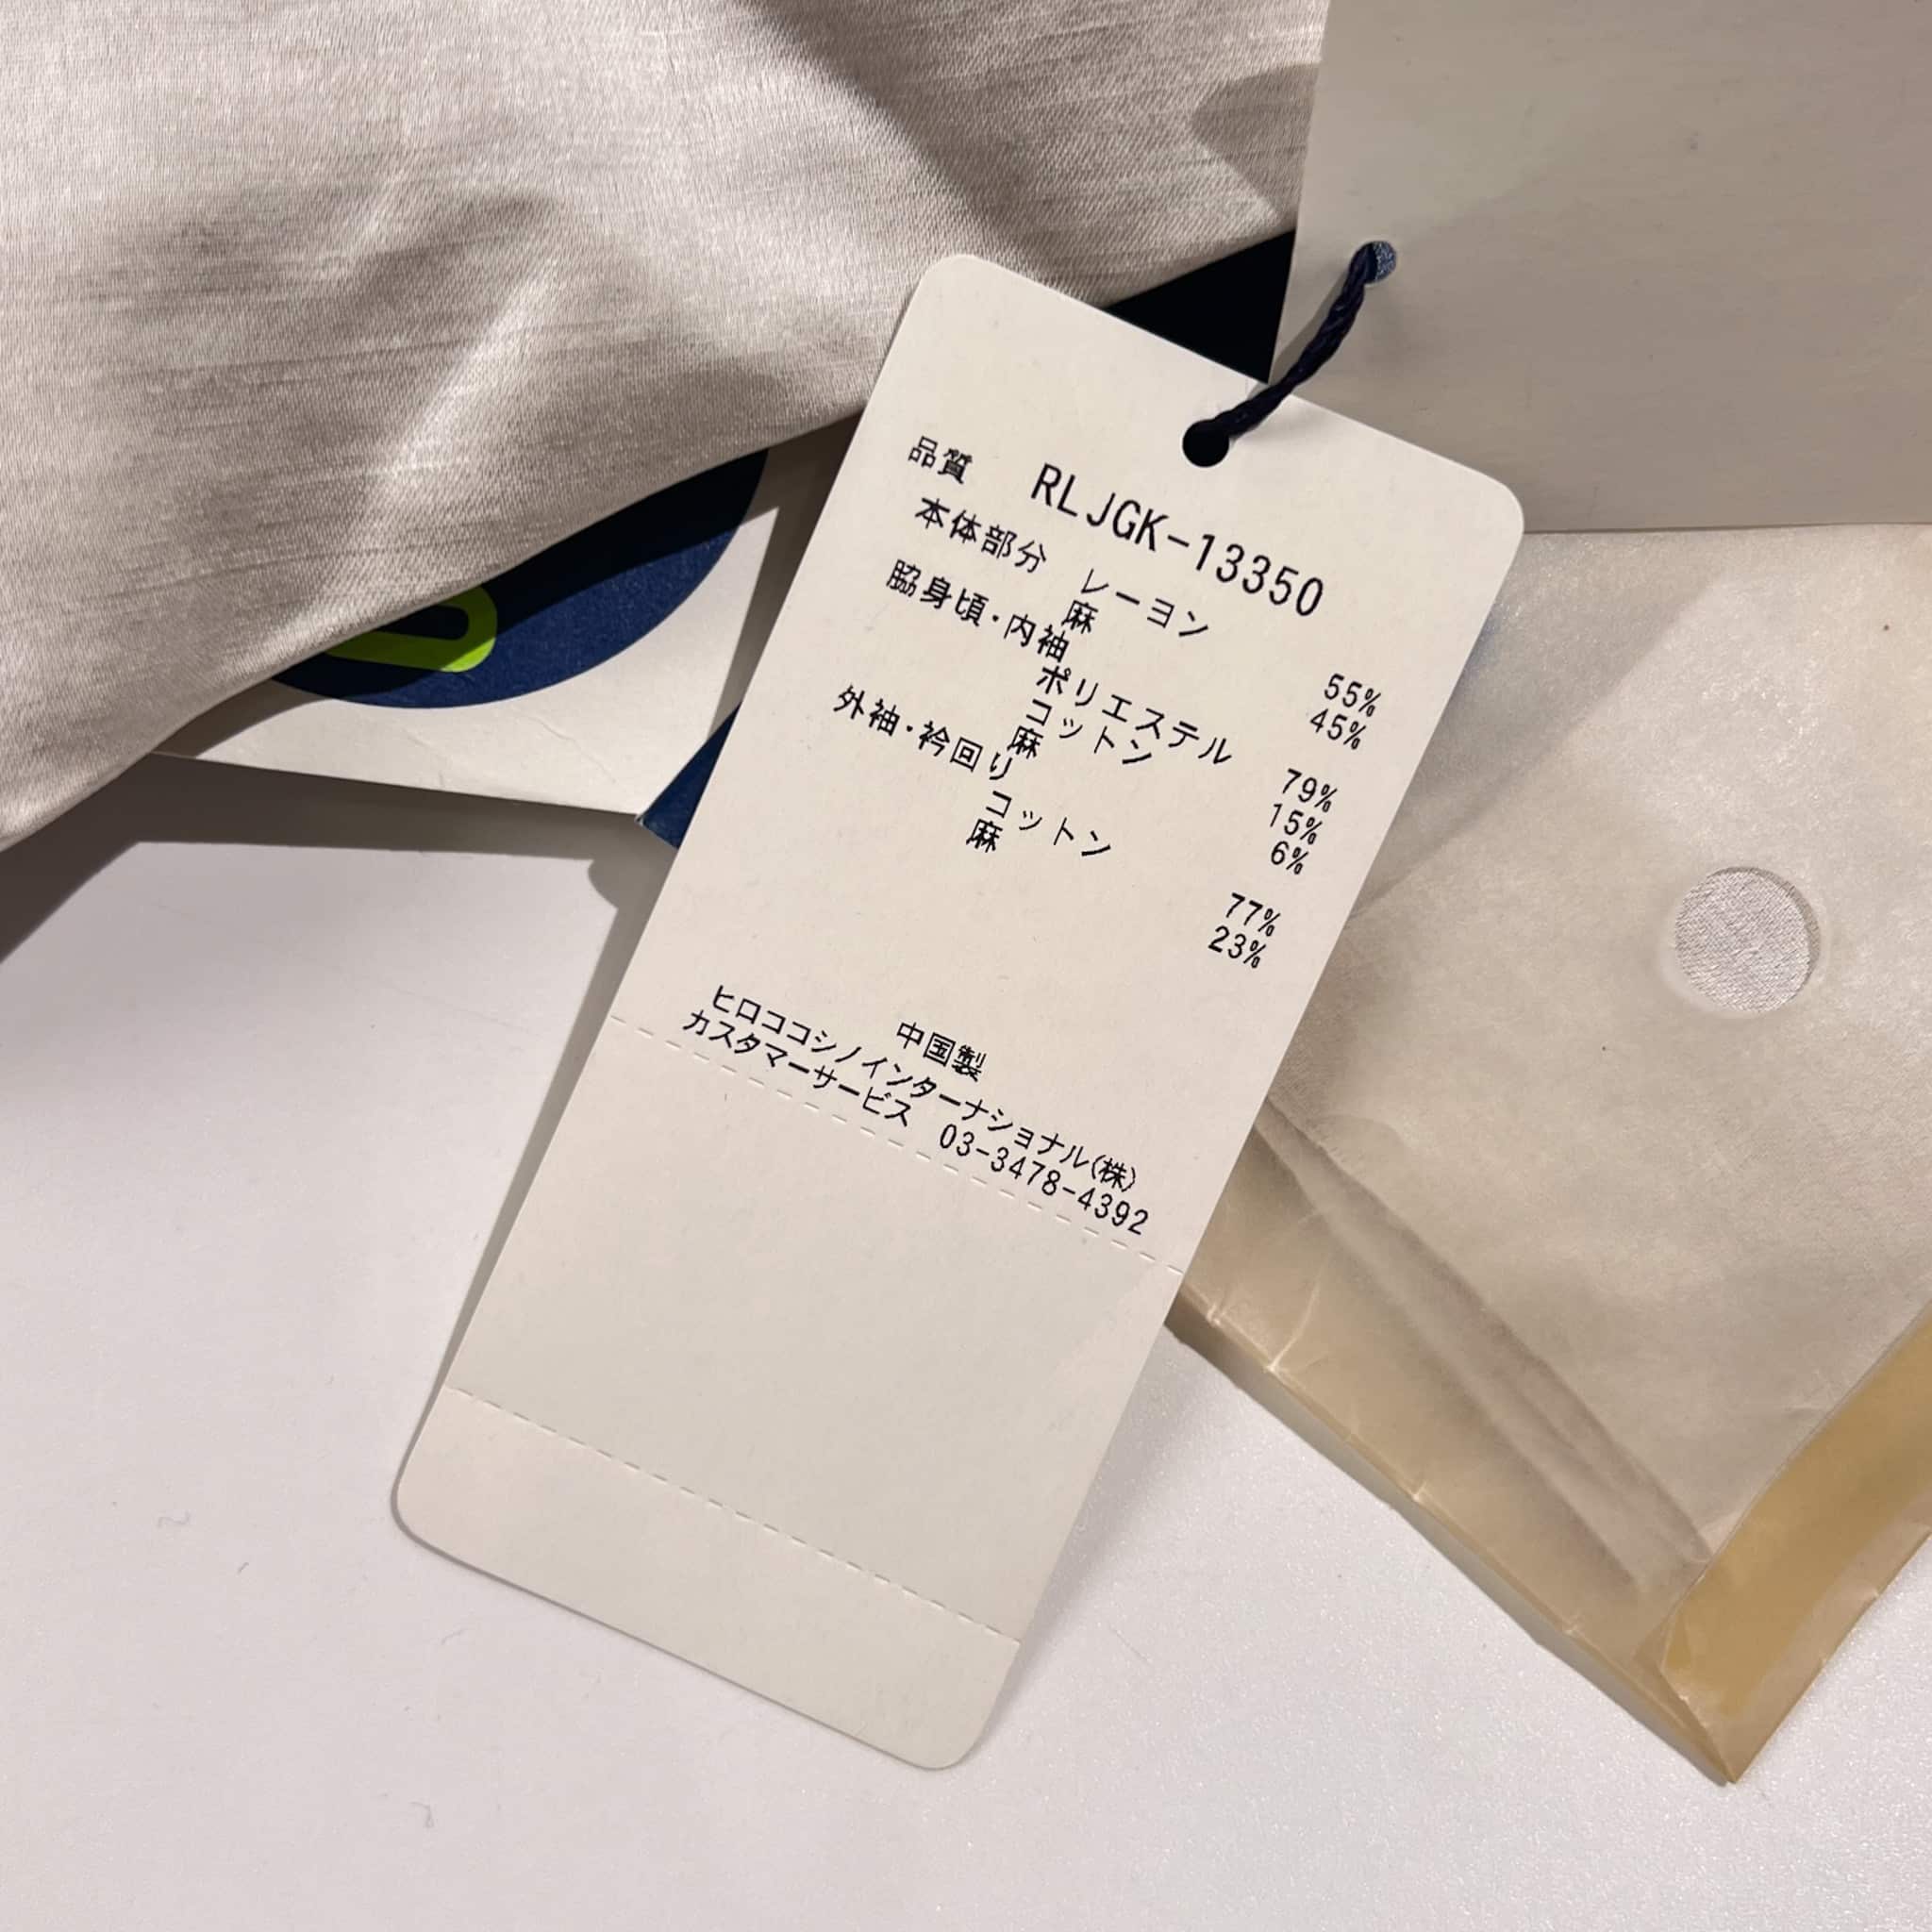 品質 RLJGK-13350
本体部分 レーヨン 55%
麻 45%
脇身頃・内袖
ポリエステル 79%
コットン 15%
麻 6%
外袖・衿回り
コットン 77%
麻 23%
中国製
ヒロココシノインターナショナル(株)
カスタマーサービス 03-3478-4392